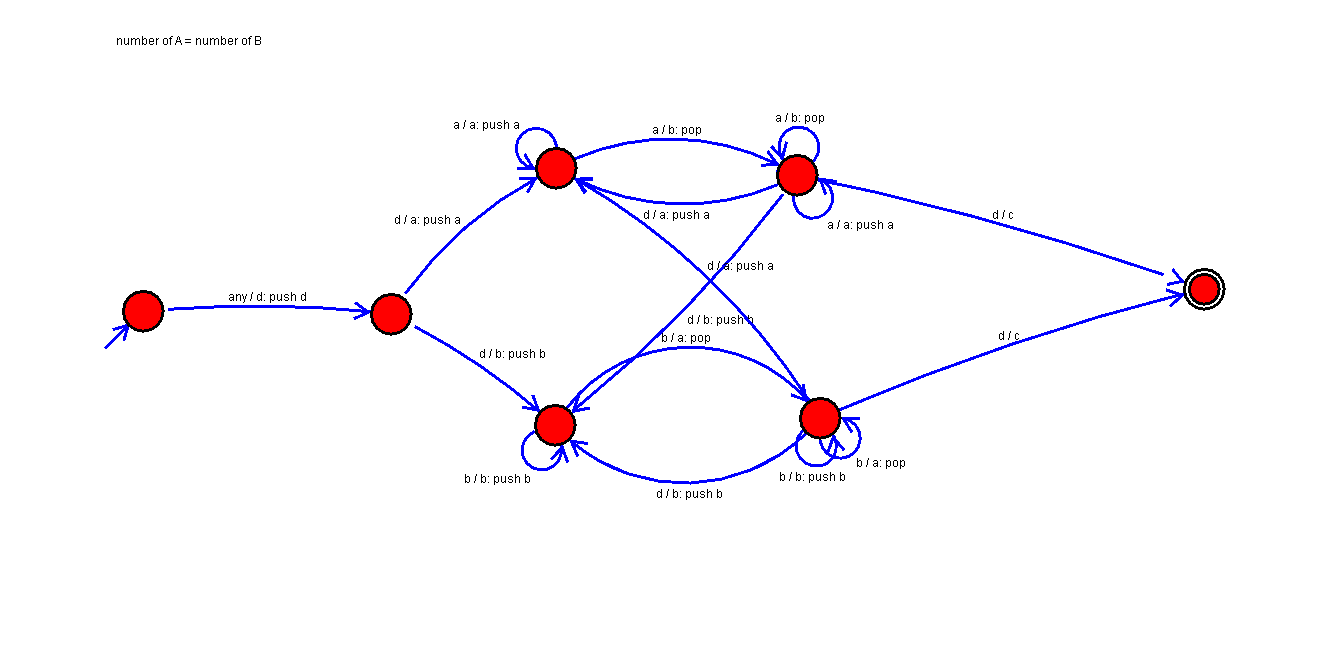 number of A = number of B
a / a: push a
a / b: pop
a / b: pop
d / a: push a
d / a: push a
a / a: push a
d / c
d / a: push a
any / d: push d
d / b: push b
b / a: pop
d / c
d / b: push b
b / b: push b
d / b: push b
b / b: push b
b / a: pop